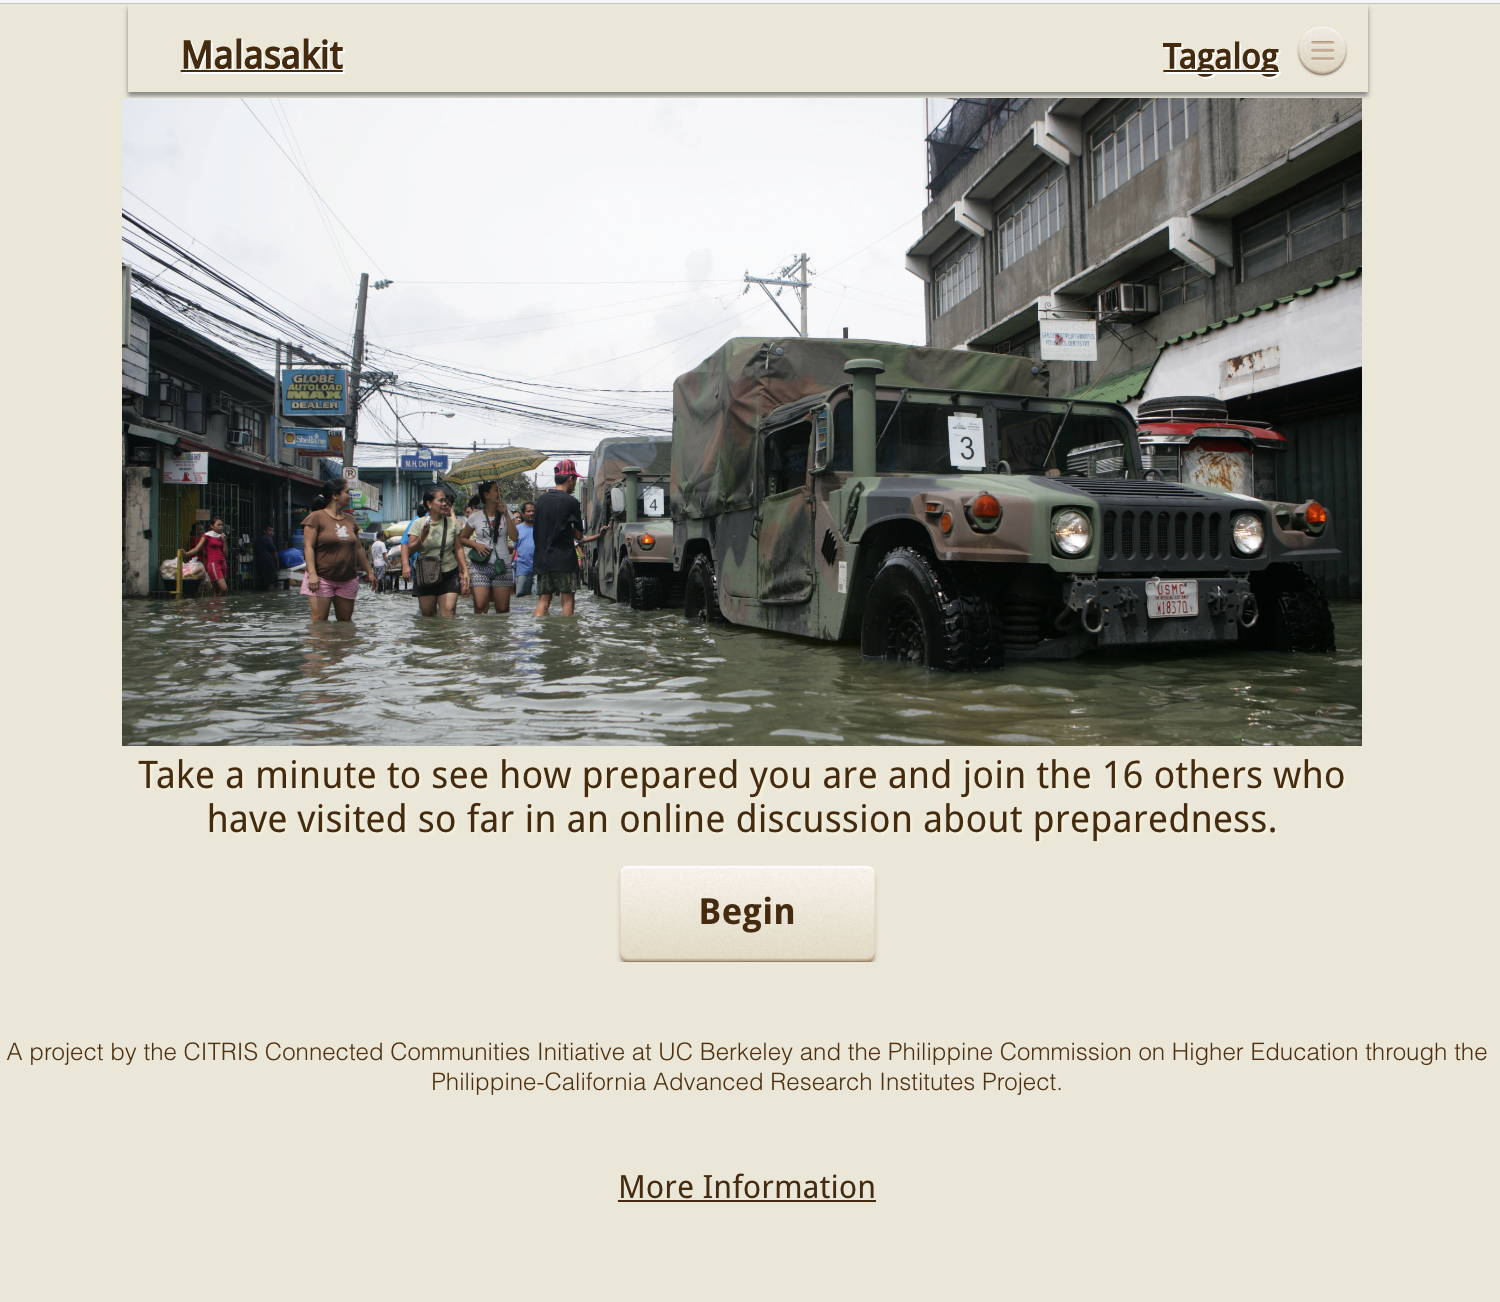 Malasakit
Tagalog
GLOBE
AUTOLOAD
MAX
DEALER
Shellane
M.H. Del Pilar
3
4
USMC
Take a minute to see how prepared you are and join the 16 others who
have visited so far in an online discussion about preparedness.
Begin
A project by the CITRIS Connected Communities Initiative at UC Berkeley and the Philippine Commission on Higher Education through the
Philippine-California Advanced Research Institutes Project.
More Information